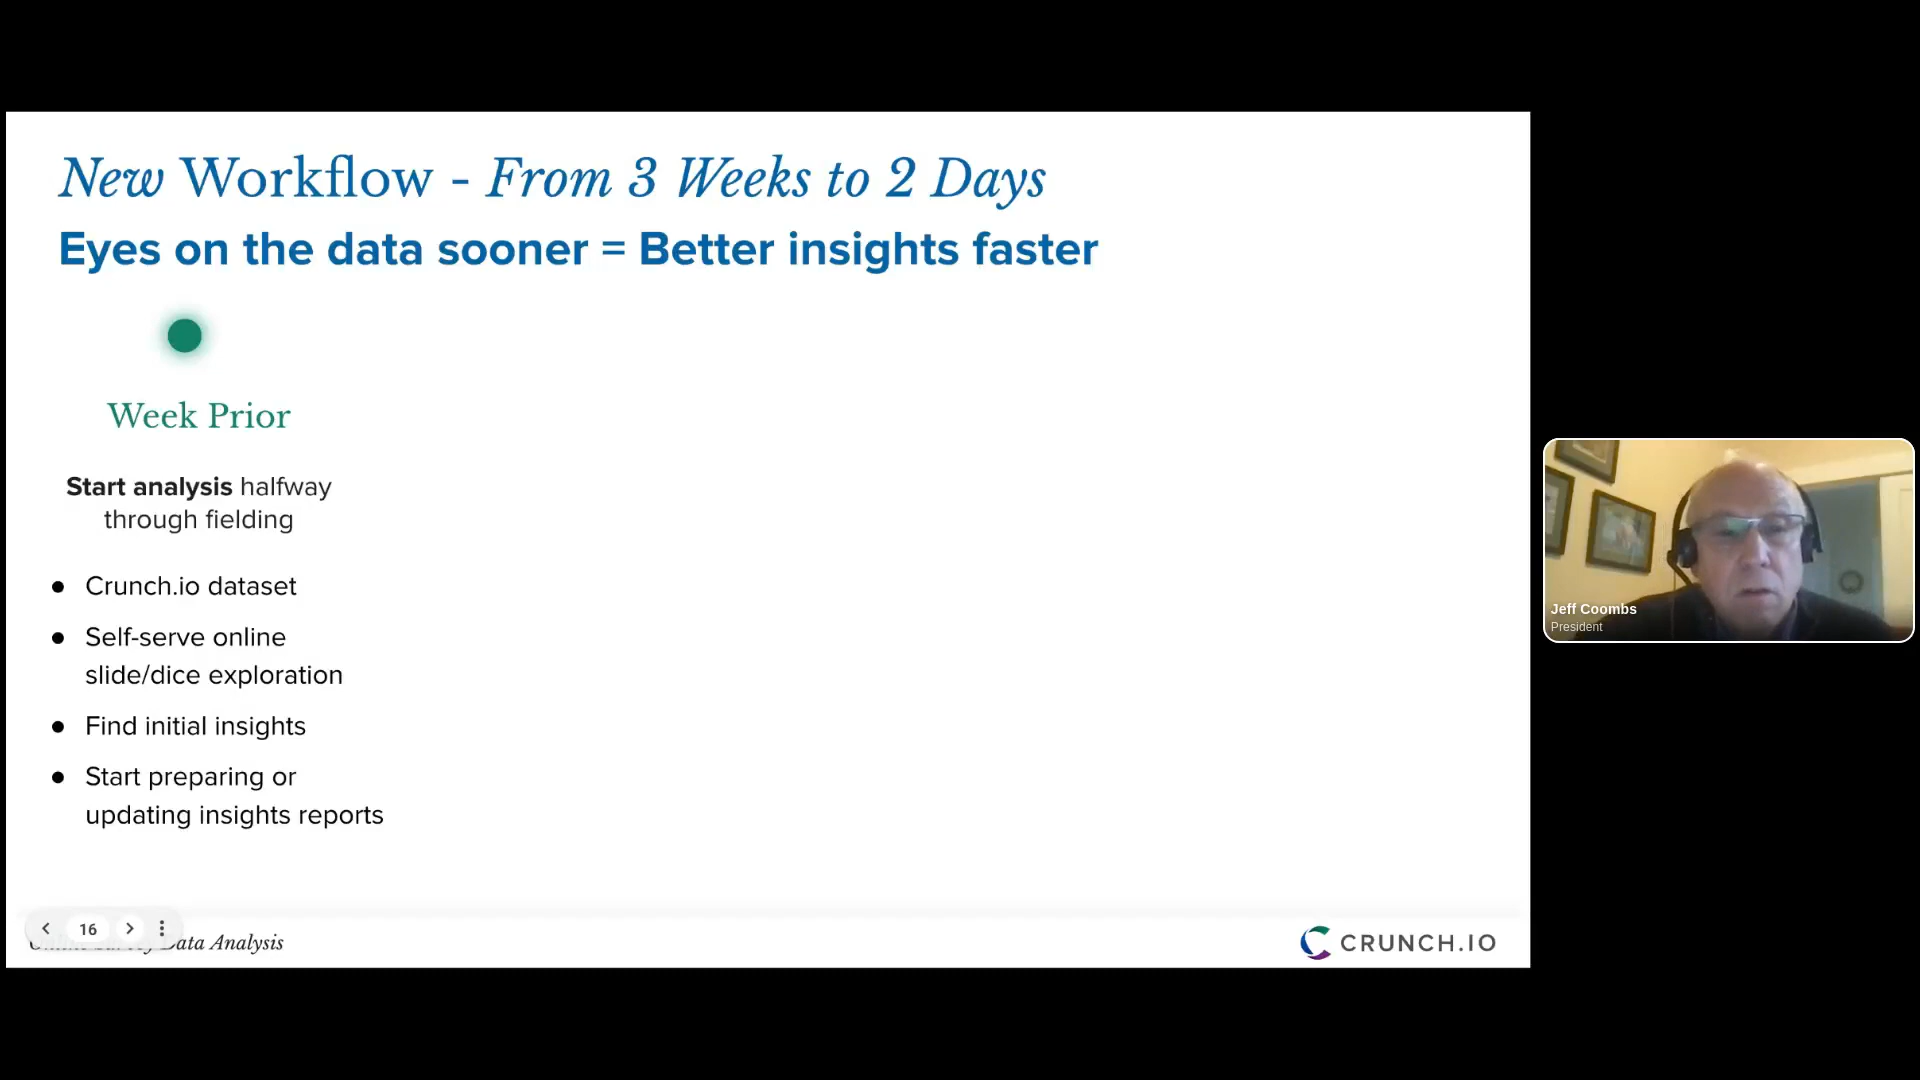 New Workflow - From 3 Weeks to 2 Days
Eyes on the data sooner = Better insights faster
Week Prior
Start analysis halfway
through fielding
● Crunch.io dataset
● Self-serve online
slide/dice exploration
● Find initial insights
● Start preparing or
updating insights reports
16
Data Analysis
CRUNCH.IO
Jeff Coombs
President